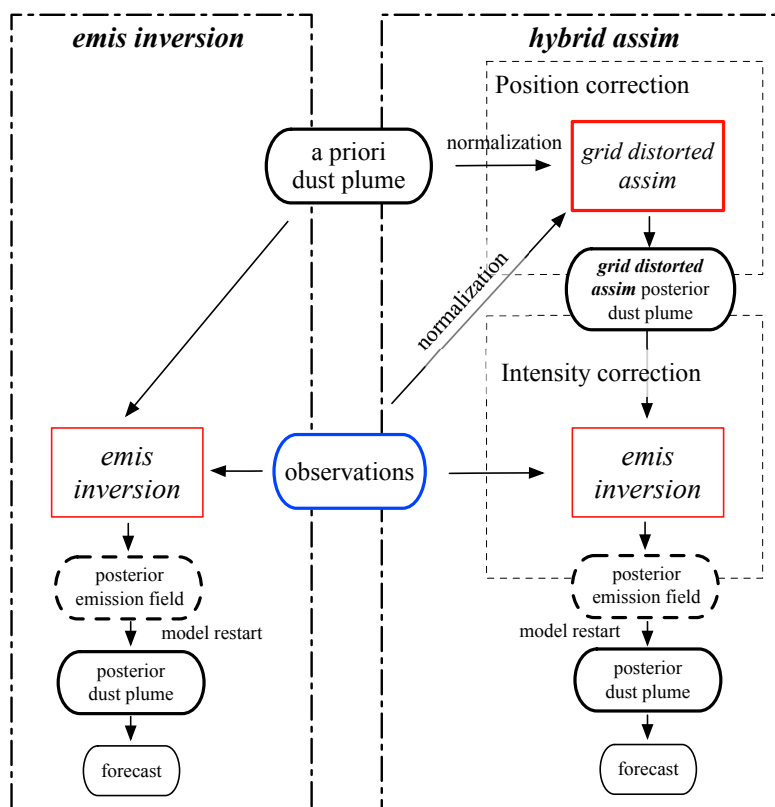 emis inversion
hybrid assim
Position correction
a priori
dust plume
normalization
grid distorted
assim
normalization
grid distorted
assim posterior
dust plume
Intensity correction
emis
inversion
observations
emis
inversion
posterior
emission field
model restart
posterior
dust plume
forecast
posterior
emission field
model restart
posterior
dust plume
forecast